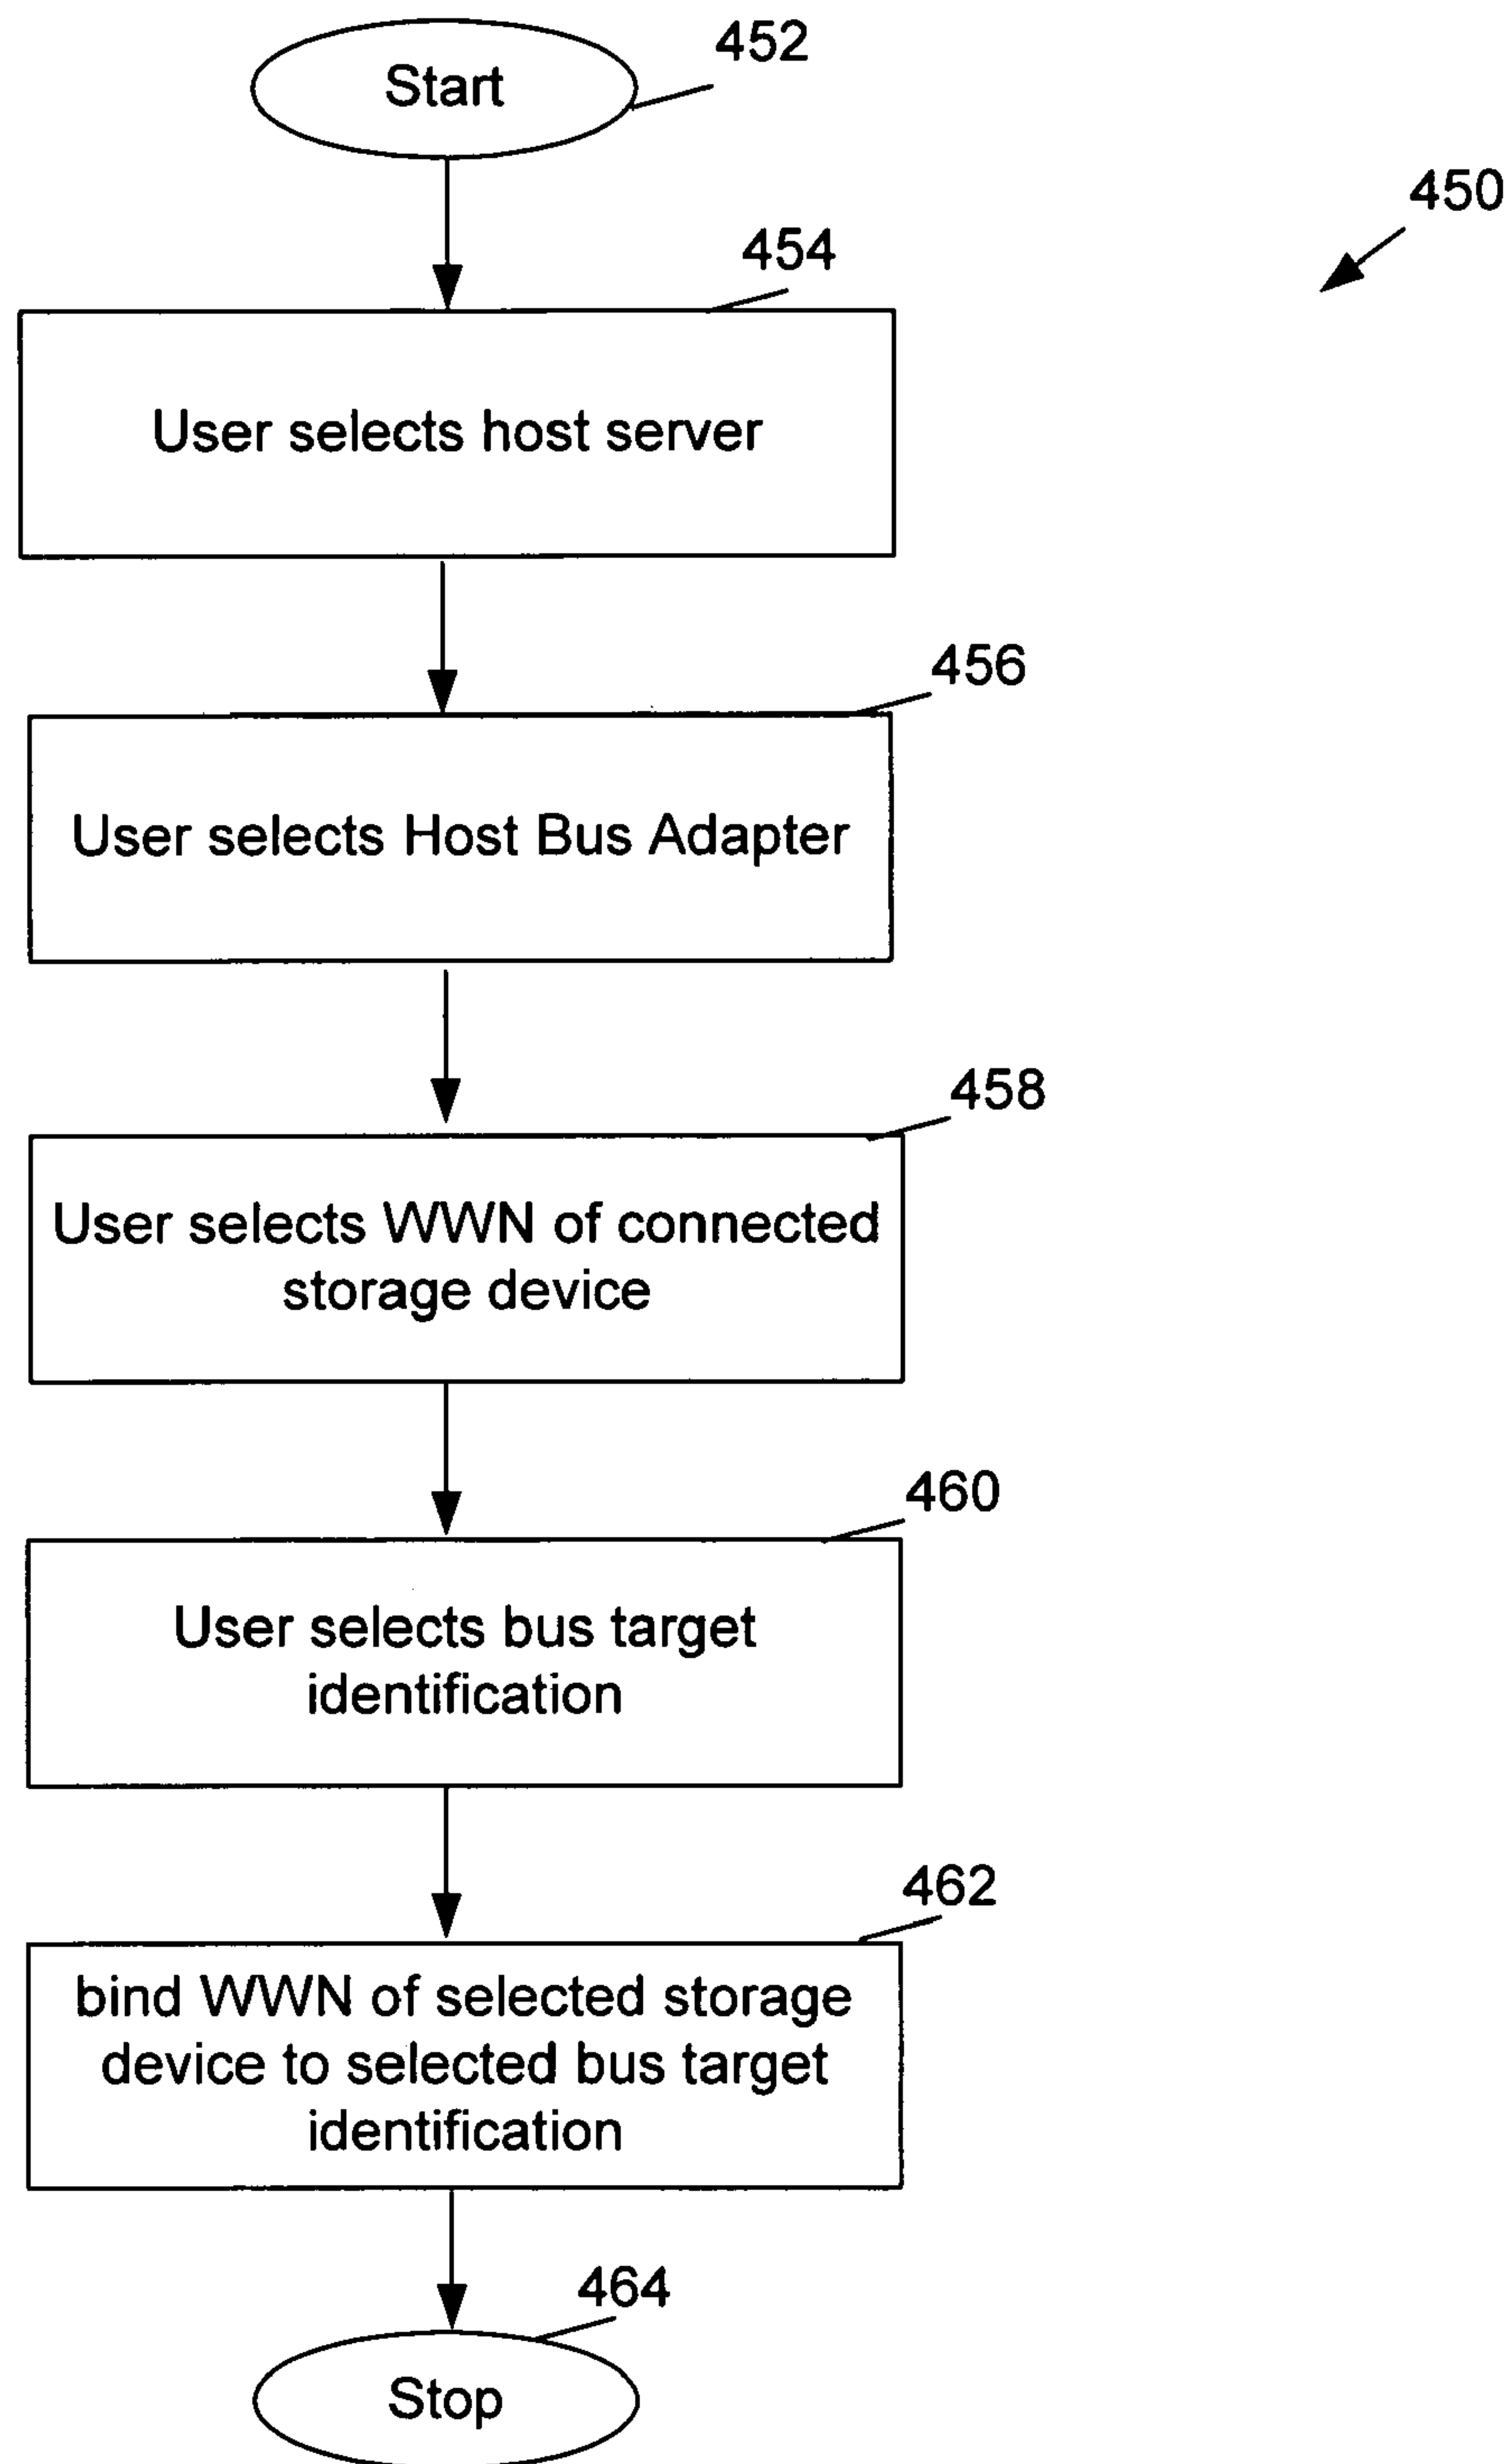 452
Start
450
454
User selects host server
456
User selects Host Bus Adapter
458
User selects WWN of connected
storage device
460
User selects bus target
identification
462
bind WWN of selected storage
device to selected bus target
identification
464
Stop